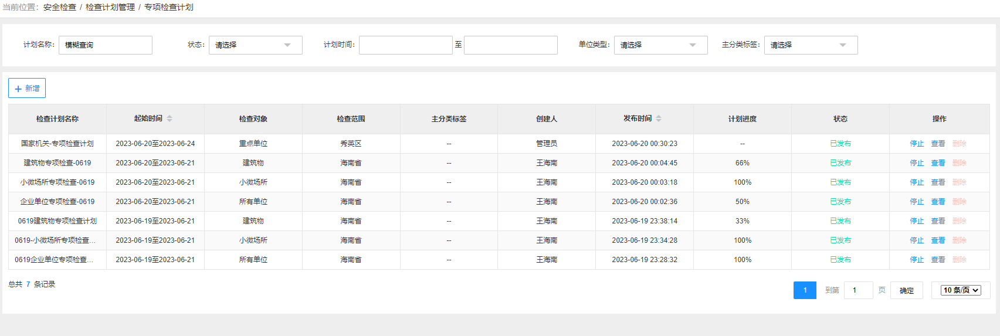 当前位置：安全检查 / 检查计划管理 / 专项检查计划
计划名称： 模糊查询 状态： 请选择 计划时间： 至 单位类型： 请选择 主分类标签： 请选择
+ 新增
检查计划名称 起始时间 检查对象 检查范围 主分类标签 创建人 发布时间 计划进度 状态 操作
国家机关-专项检查计划 2023-06-20至2023-06-24 重点单位 秀英区 -- 管理员 2023-06-20 00:30:23 -- 已发布 停止 查看 删除
建筑物专项检查-0619 2023-06-20至2023-06-21 建筑物 海南省 -- 王海南 2023-06-20 00:04:45 66% 已发布 停止 查看 删除
小微场所专项检查-0619 2023-06-20至2023-06-21 小微场所 海南省 -- 王海南 2023-06-20 00:03:18 100% 已发布 停止 查看 删除
企业单位专项检查-0619 2023-06-20至2023-06-21 所有单位 海南省 -- 王海南 2023-06-20 00:02:36 50% 已发布 停止 查看 删除
0619建筑物专项检查计划 2023-06-19至2023-06-21 建筑物 海南省 -- 王海南 2023-06-19 23:38:14 33% 已发布 停止 查看 删除
0619-小微场所专项检查... 2023-06-19至2023-06-21 小微场所 海南省 -- 王海南 2023-06-19 23:34:28 100% 已发布 停止 查看 删除
0619企业单位专项检查... 2023-06-19至2023-06-21 所有单位 海南省 -- 王海南 2023-06-19 23:28:32 100% 已发布 停止 查看 删除
总共 7 条记录 1 到第 1 页 确定 10 条/页